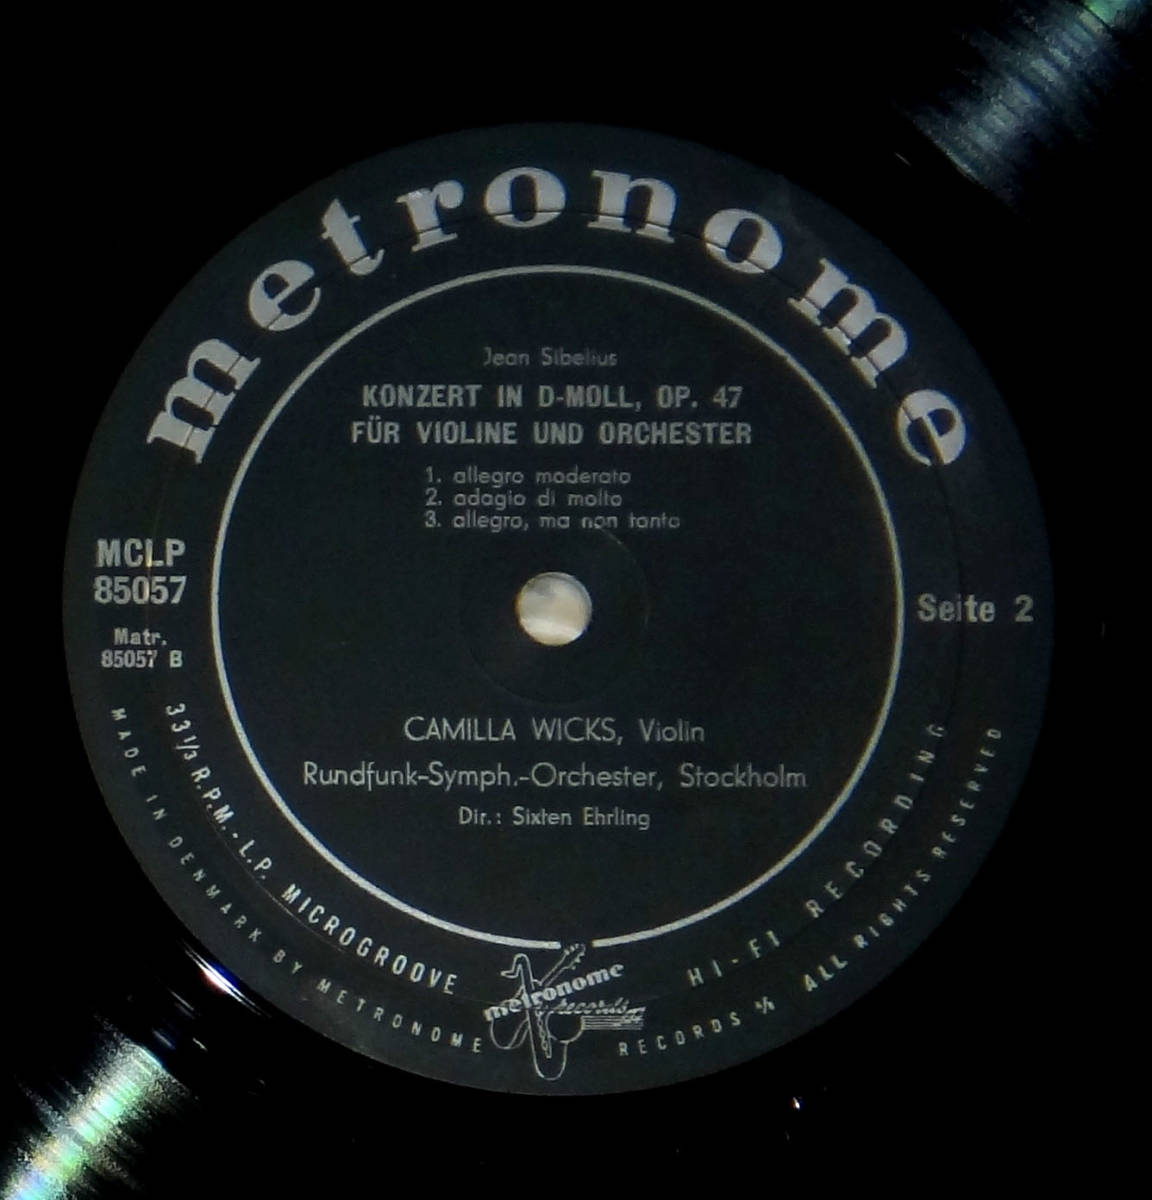 metronome
Jean Sibelius
KONZERT IN D-MOLL, OP. 47
FÜR VIOLINE UND ORCHESTER
1. allegro moderato
2. adagio di molto
3. allegro, ma non tanto
MCLP
85057
Matr.
85057 B
Seite 2
CAMILLA WICKS, Violin
Rundfunk-Symph.-Orchester, Stockholm
Dir.: Sixten Ehrling
33 1/3 R.P.M. - L.P. MICROGROOVE
HI-FI RECORDING
metronome
records
MADE IN DENMARK BY METRONOME RECORDS A/S ALL RIGHTS RESERVED